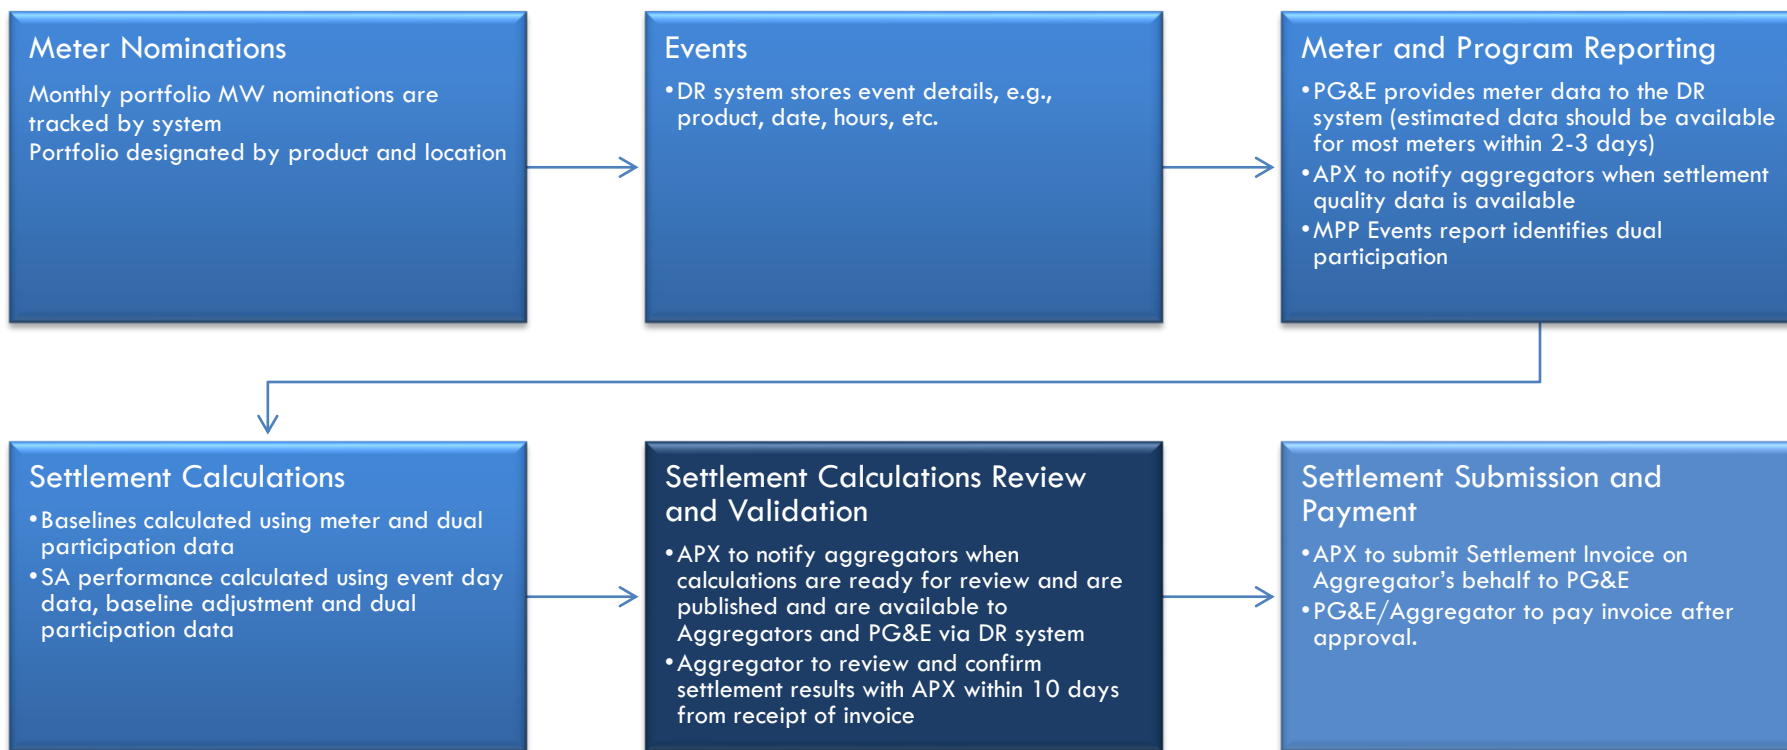 Meter Nominations
Monthly portfolio MW nominations are
tracked by system
Portfolio designated by product and location
Events
•DR system stores event details, e.g.,
product, date, hours, etc.
Meter and Program Reporting
•PG&E provides meter data to the DR
system (estimated data should be available
for most meters within 2-3 days)
•APX to notify aggregators when settlement
quality data is available
•MPP Events report identifies dual
participation
Settlement Calculations
•Baselines calculated using meter and dual
participation data
•SA performance calculated using event day
data, baseline adjustment and dual
participation data
Settlement Calculations Review
and Validation
•APX to notify aggregators when
calculations are ready for review and are
published and are available to
Aggregators and PG&E via DR system
•Aggregator to review and confirm
settlement results with APX within 10 days
from receipt of invoice
Settlement Submission and
Payment
•APX to submit Settlement Invoice on
Aggregator’s behalf to PG&E
•PG&E/Aggregator to pay invoice after
approval.